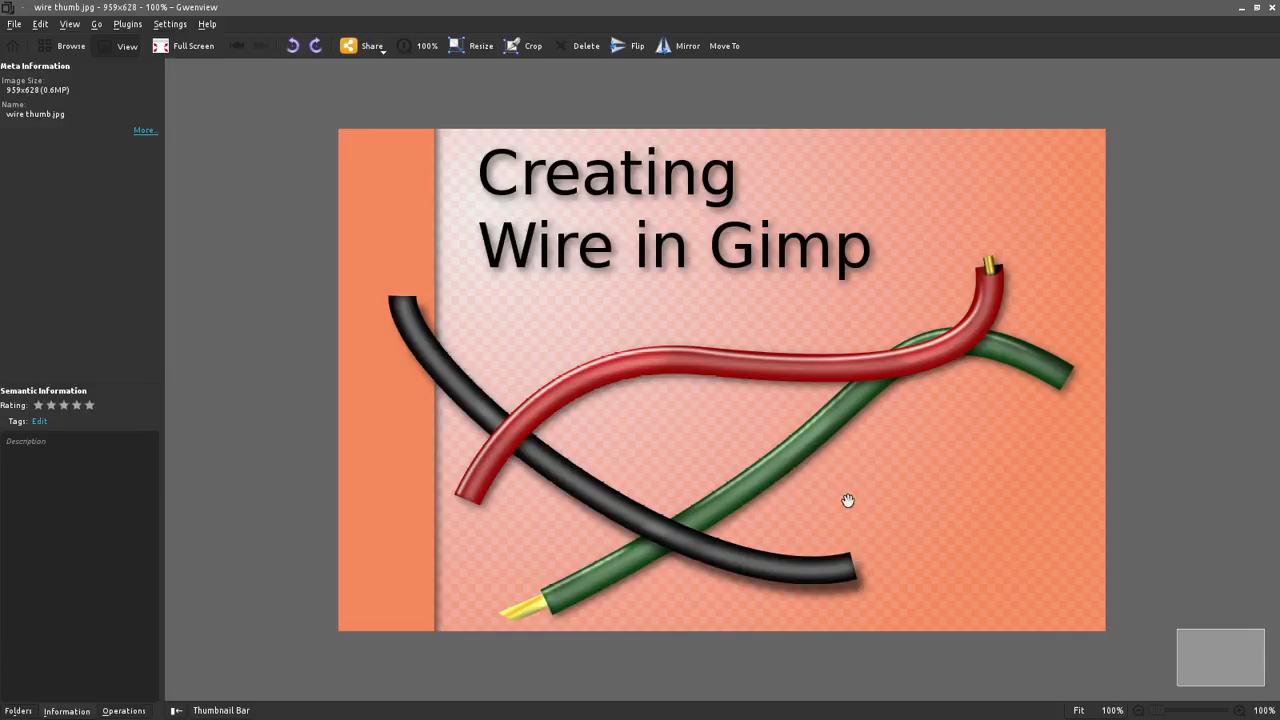 wire thumb.jpg - 959x628 - 100% - Gwenview
File Edit View Go Plugins Settings Help
Browse View Full Screen Share 100% Resize Crop Delete Flip Mirror Move To
Meta Information
Image Size:
959x628 (0.6MP)
Name:
wire thumb.jpg
More...
Creating
Wire in Gimp
Semantic Information
Rating:
Tags: Edit
Description
Folders Information Operations Thumbnail Bar Fit 100% 100%